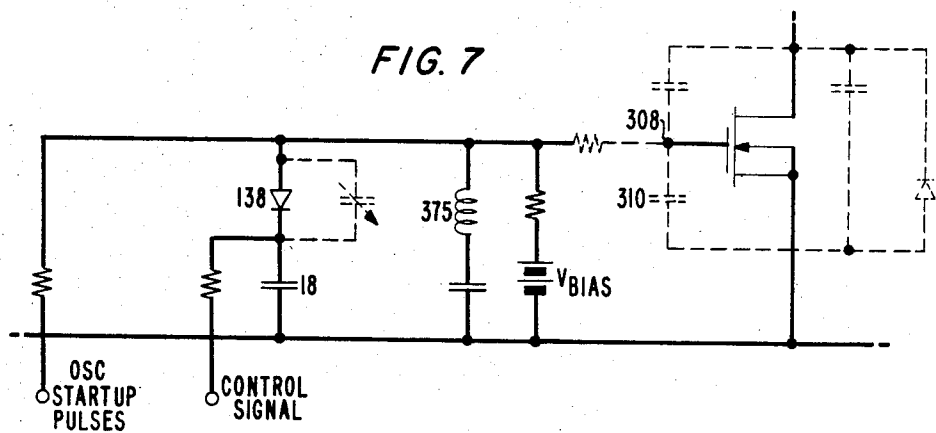 FIG. 7
308
138
375
310
18
VBIAS
OSC
STARTUP
PULSES
CONTROL
SIGNAL